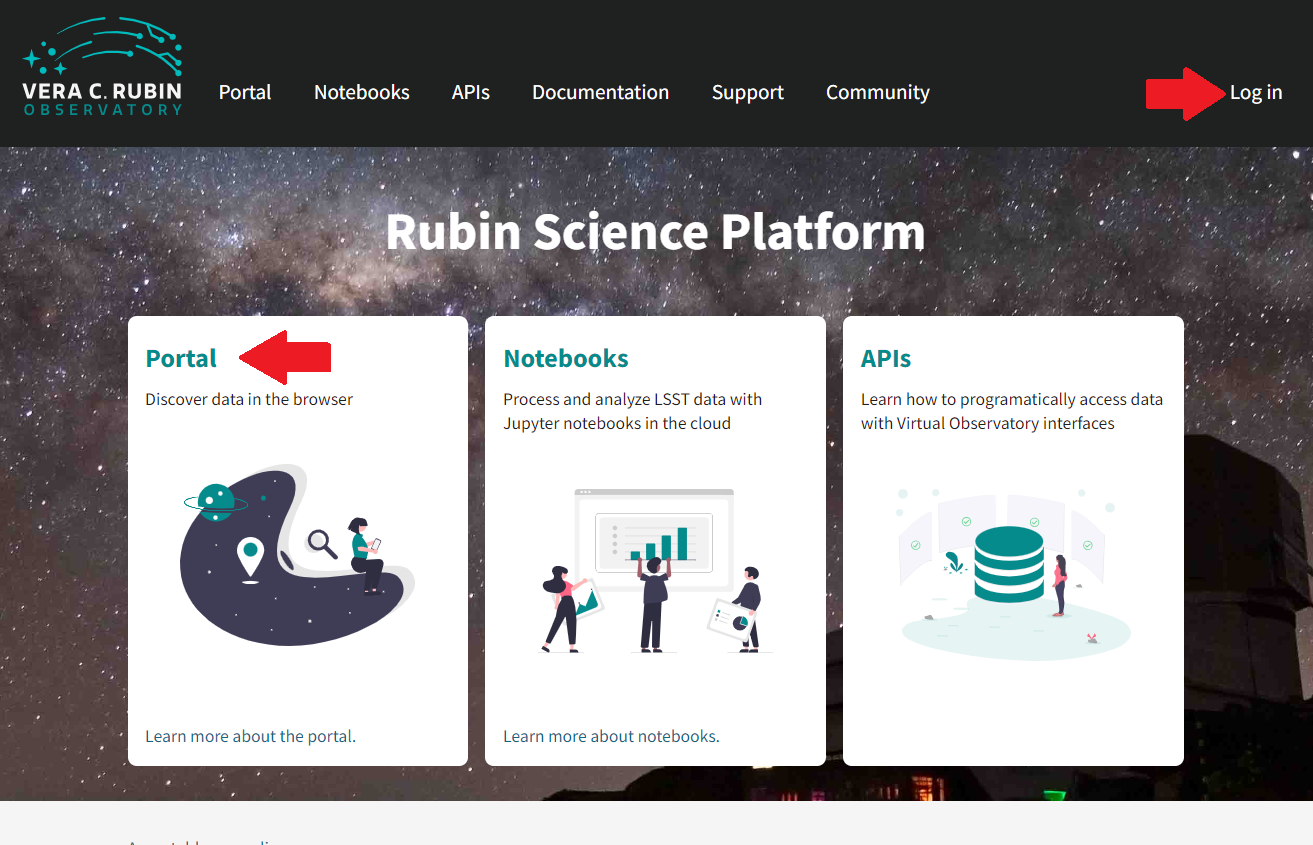 VERA C. RUBIN
OBSERVATORY
Portal
Notebooks
APIs
Documentation
Support
Community
Log in
Rubin Science Platform
Portal
Discover data in the browser
Learn more about the portal.
Notebooks
Process and analyze LSST data with
Jupyter notebooks in the cloud
Learn more about notebooks.
APIs
Learn how to programatically access data
with Virtual Observatory interfaces